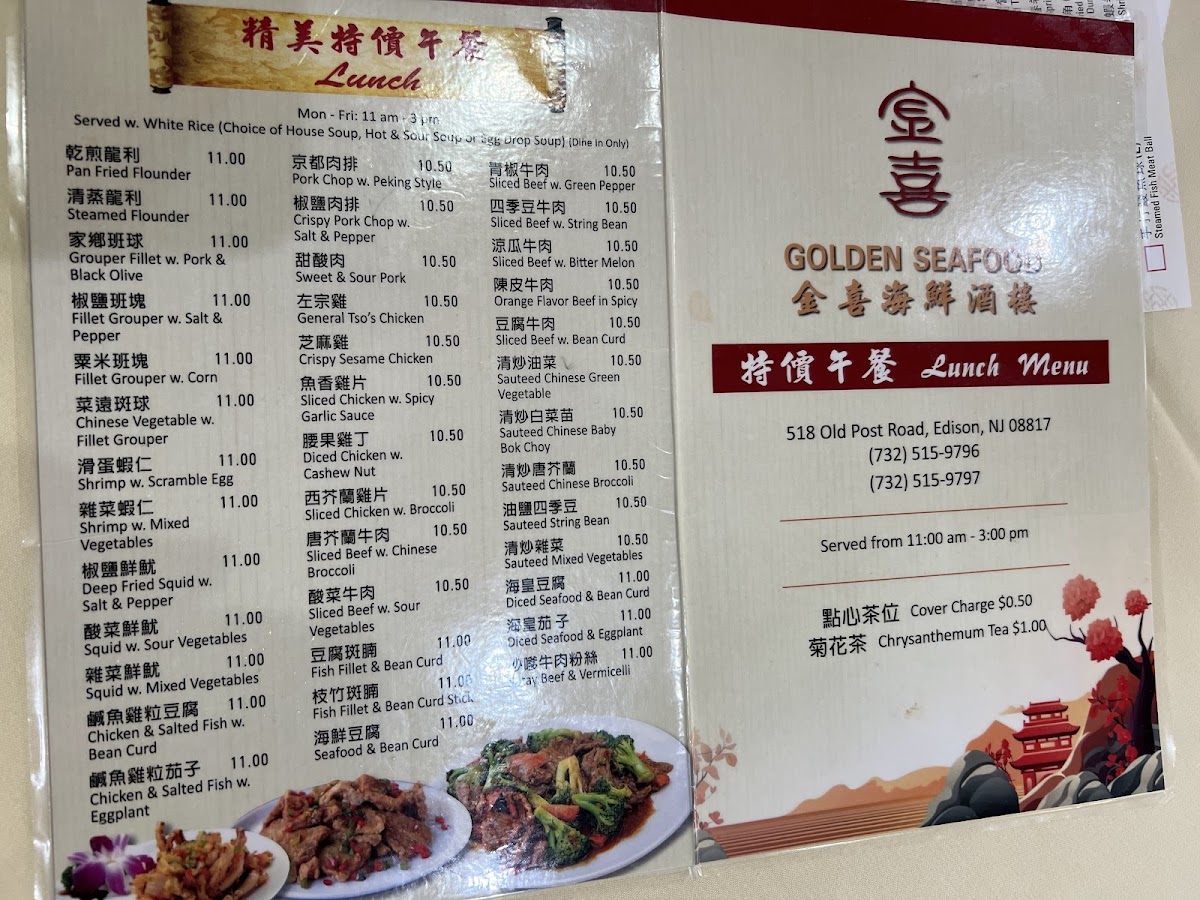 精美特價午餐
Lunch
Mon - Fri: 11 am - 3 pm
Served w. White Rice (Choice of House Soup, Hot & Sour Soup or Egg Drop Soup) (Dine In Only)
乾煎龍利 11.00
Pan Fried Flounder
清蒸龍利 11.00
Steamed Flounder
家鄉班球 11.00
Grouper Fillet w. Pork &
Black Olive
椒鹽班塊 11.00
Fillet Grouper w. Salt &
Pepper
粟米班塊 11.00
Fillet Grouper w. Corn
菜遠斑球 11.00
Chinese Vegetable w.
Fillet Grouper
滑蛋蝦仁 11.00
Shrimp w. Scramble Egg
雜菜蝦仁 11.00
Shrimp w. Mixed
Vegetables
椒鹽鮮魷 11.00
Deep Fried Squid w.
Salt & Pepper
酸菜鮮魷 11.00
Squid w. Sour Vegetables
雜菜鮮魷 11.00
Squid w. Mixed Vegetables
鹹魚雞粒豆腐 11.00
Chicken & Salted Fish w.
Bean Curd
鹹魚雞粒茄子 11.00
Chicken & Salted Fish w.
Eggplant
京都肉排 10.50
Pork Chop w. Peking Style
椒鹽肉排 10.50
Crispy Pork Chop w.
Salt & Pepper
甜酸肉 10.50
Sweet & Sour Pork
左宗雞 10.50
General Tso's Chicken
芝麻雞 10.50
Crispy Sesame Chicken
魚香雞片 10.50
Sliced Chicken w. Spicy
Garlic Sauce
腰果雞丁 10.50
Diced Chicken w.
Cashew Nut
西芥蘭雞片 10.50
Sliced Chicken w. Broccoli
唐芥蘭牛肉 10.50
Sliced Beef w. Chinese
Broccoli
酸菜牛肉 10.50
Sliced Beef w. Sour
Vegetables
豆腐斑腩 11.00
Fish Fillet & Bean Curd
枝竹斑腩 11.00
Fish Fillet & Bean Curd Stick
海鮮豆腐 11.00
Seafood & Bean Curd
青椒牛肉 10.50
Sliced Beef w. Green Pepper
四季豆牛肉 10.50
Sliced Beef w. String Bean
涼瓜牛肉 10.50
Sliced Beef w. Bitter Melon
陳皮牛肉 10.50
Orange Flavor Beef in Spicy
豆腐牛肉 10.50
Sliced Beef w. Bean Curd
清炒油菜 10.50
Sauteed Chinese Green
Vegetable
清炒白菜苗 10.50
Sauteed Chinese Baby
Bok Choy
清炒唐芥蘭 10.50
Sauteed Chinese Broccoli
油鹽四季豆 10.50
Sauteed String Bean
清炒雜菜 10.50
Sauteed Mixed Vegetables
海皇豆腐 11.00
Diced Seafood & Bean Curd
海皇茄子 11.00
Diced Seafood & Eggplant
沙嗲牛肉粉絲 11.00
Beef & Vermicelli
金喜
GOLDEN SEAFOOD
金喜海鮮酒樓
特價午餐 Lunch Menu
518 Old Post Road, Edison, NJ 08817
(732) 515-9796
(732) 515-9797
Served from 11:00 am - 3:00 pm
點心茶位 Cover Charge $0.50
菊花茶 Chrysanthemum Tea $1.00
Steamed Fish Meat Ball